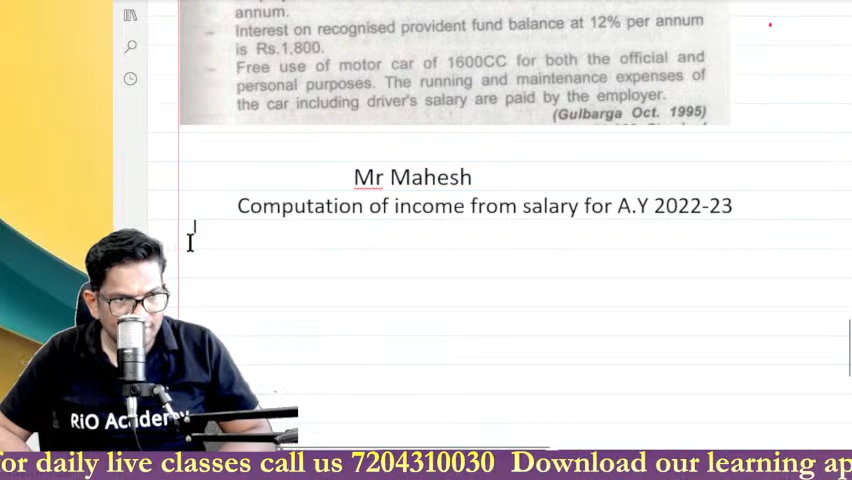 annum.
– Interest on recognised provident fund balance at 12% per annum
is Rs.1,800.
– Free use of motor car of 1600CC for both the official and
personal purposes. The running and maintenance expenses of
the car including driver's salary are paid by the employer.
(Gulbarga Oct. 1995)
Mr Mahesh
Computation of income from salary for A.Y 2022-23
RiO
for daily live classes call us 7204310030 Download our learning ap